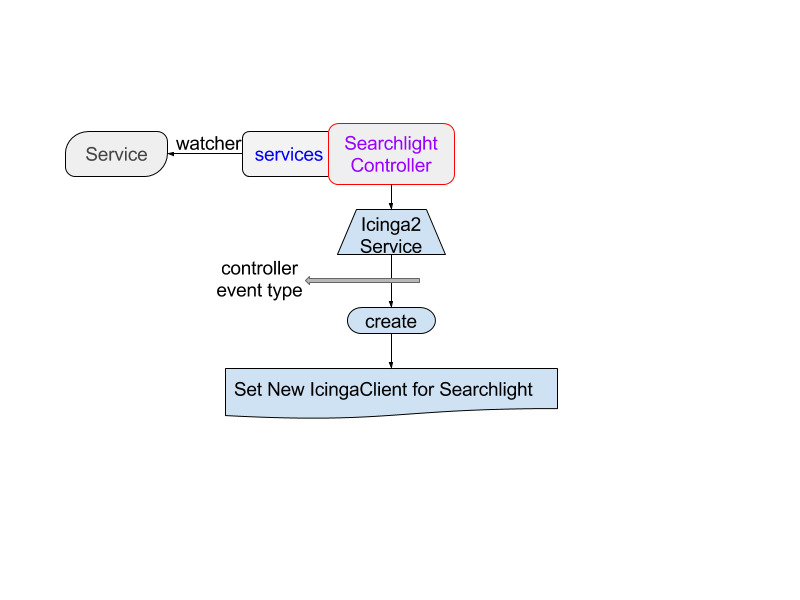 Service
watcher
services
Searchlight
Controller
Icinga2
Service
controller
event type
create
Set New IcingaClient for Searchlight